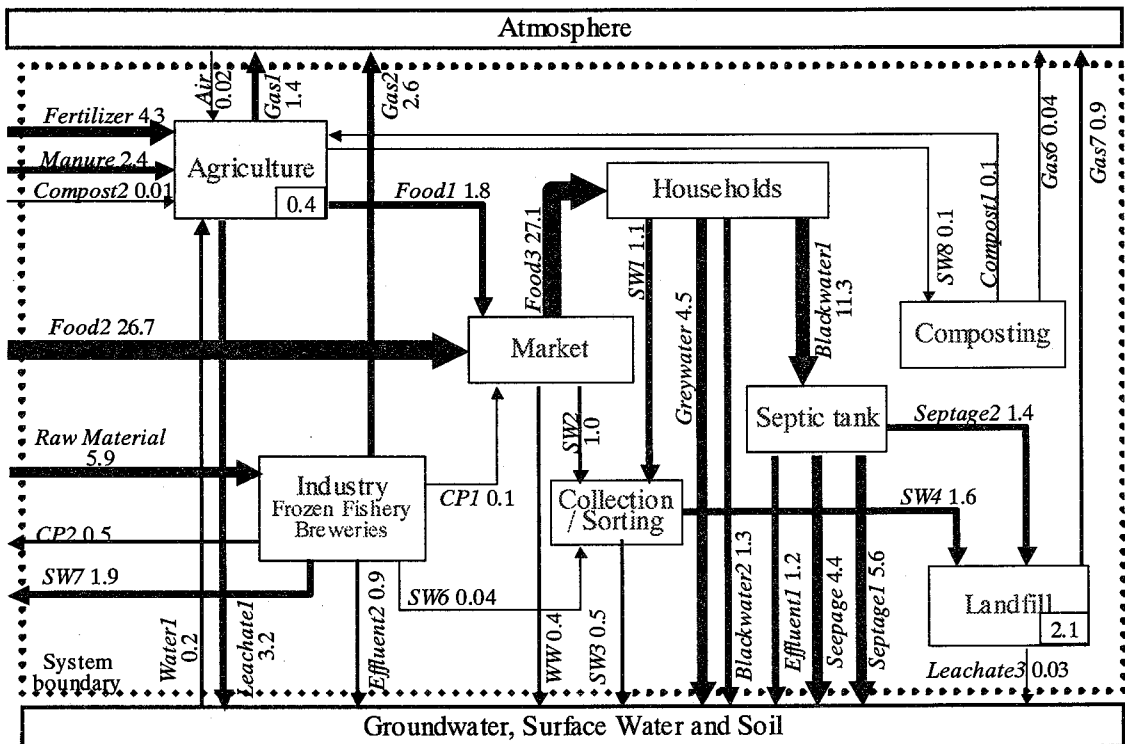 Atmosphere
Air
0.02
Gas1
1.4
Gas2
2.6
Gas6 0.04
Gas7 0.9
Fertilizer 4.3
Manure 2.4
Compost2 0.01
Agriculture
0.4
Food1 1.8
Households
Food3 27.1
SW1 1.1
Greywater 4.5
Blackwater1
11.3
SW8 0.1
Compost1 0.1
Composting
Food2 26.7
Market
Septic tank
Septage2 1.4
Raw Material
5.9
Industry
Frozen Fishery
Breweries
CP1 0.1
SW2
1.0
Collection
/ Sorting
SW4 1.6
CP2 0.5
SW7 1.9
SW6 0.04
Landfill
2.1
Water1
0.2
Leachate1
3.2
Effluent2 0.9
WW 0.4
SW3 0.5
Blackwater2 1.3
Effluent1 1.2
Seepage 4.4
Septage1 5.6
Leachate3 0.03
System
boundary
Groundwater, Surface Water and Soil